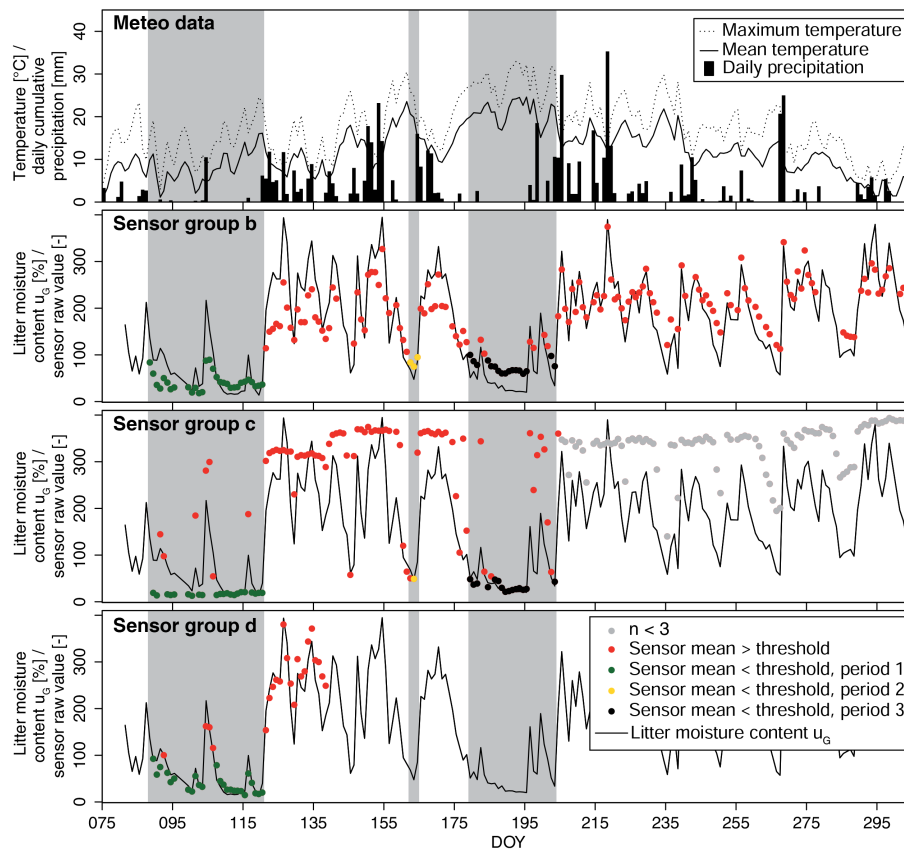 Meteo data
Maximum temperature
Mean temperature
Daily precipitation
Temperature [°C] /
daily cumulative
precipitation [mm]
0 10 20 30 40
Sensor group b
Litter moisture
content uG [%] /
sensor raw value [-]
0 100 200 300
Sensor group c
Litter moisture
content uG [%] /
sensor raw value [-]
0 100 200 300
Sensor group d
Litter moisture
content uG [%] /
sensor raw value [-]
0 100 200 300
n < 3
Sensor mean > threshold
Sensor mean < threshold, period 1
Sensor mean < threshold, period 2
Sensor mean < threshold, period 3
Litter moisture content uG
075 095 115 135 155 175 195 215 235 255 275 295
DOY